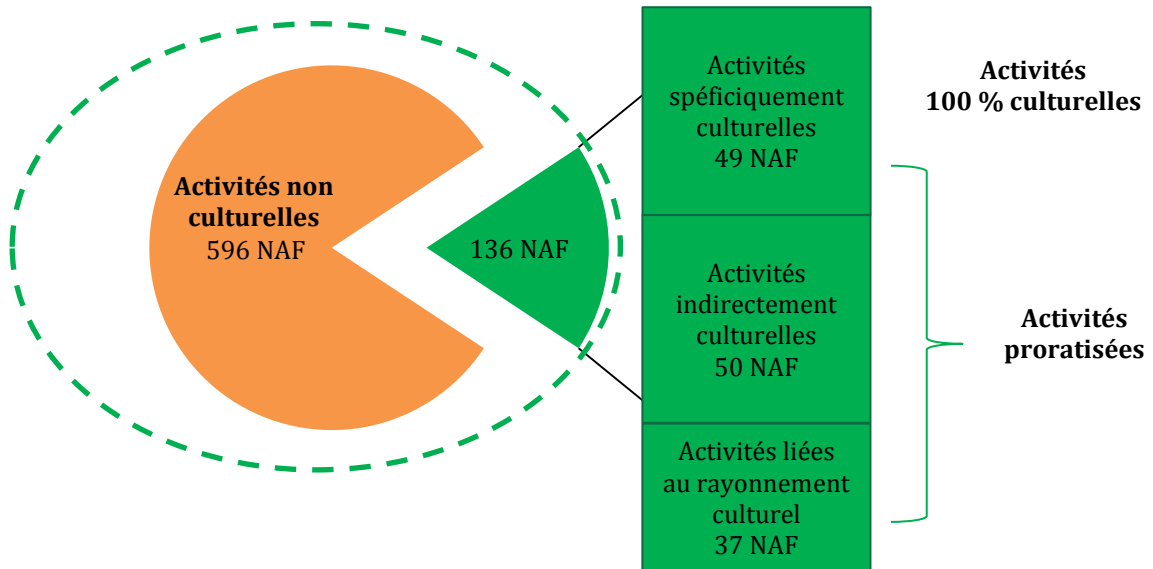 Activités non
culturelles
596 NAF
136 NAF
Activités
spéficiquement
culturelles
49 NAF
Activités
indirectement
culturelles
50 NAF
Activités liées
au rayonnement
culturel
37 NAF
Activités
100 % culturelles
Activités
proratisées